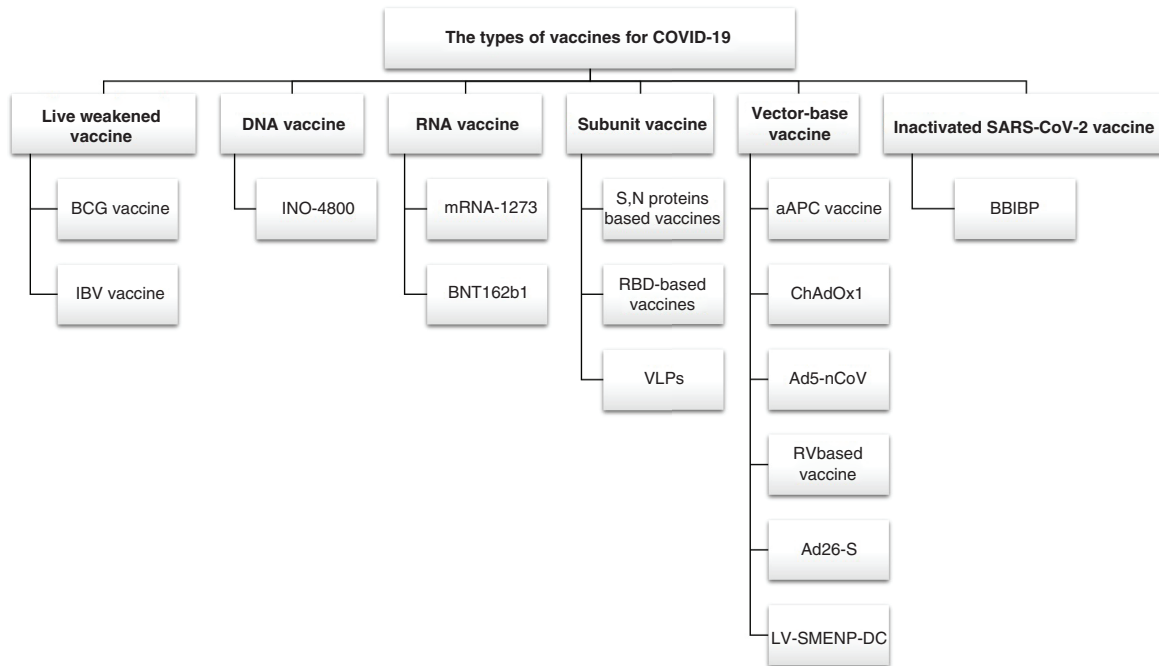 The types of vaccines for COVID-19
Live weakened
vaccine
BCG vaccine
IBV vaccine
DNA vaccine
INO-4800
RNA vaccine
mRNA-1273
BNT162b1
Subunit vaccine
S,N proteins
based vaccines
RBD-based
vaccines
VLPs
Vector-base
vaccine
aAPC vaccine
ChAdOx1
Ad5-nCoV
RVbased
vaccine
Ad26-S
LV-SMENP-DC
Inactivated SARS-CoV-2 vaccine
BBIBP